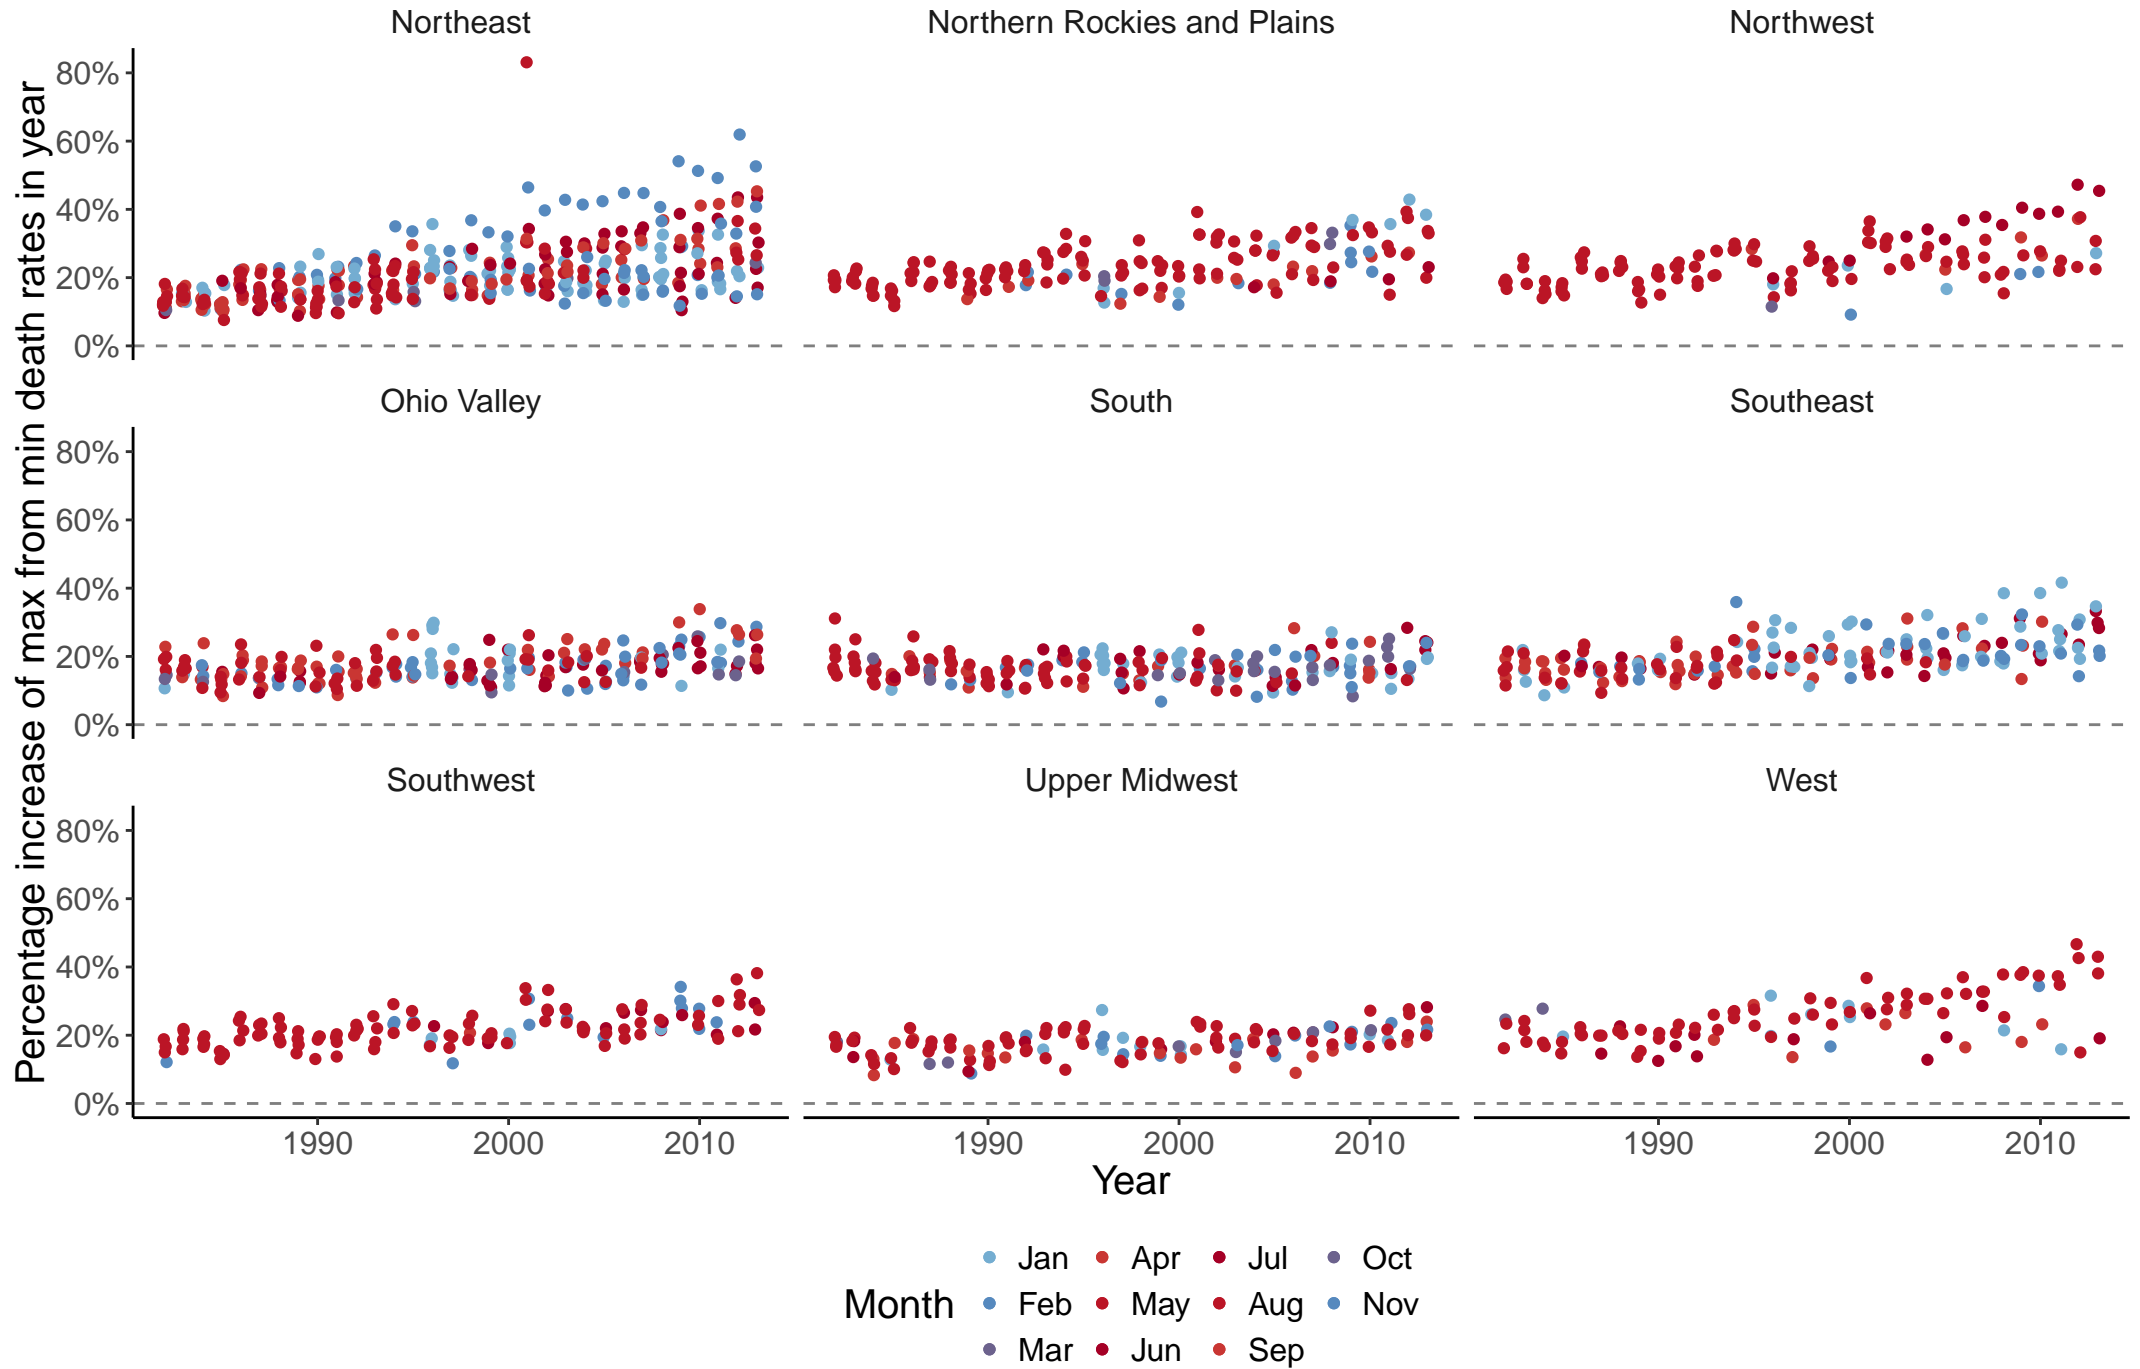 Northeast
Northern Rockies and Plains
Northwest
80%
60%
40%
20%
0%
Ohio Valley
South
Southeast
80%
60%
40%
20%
0%
Southwest
Upper Midwest
West
80%
60%
40%
20%
0%
Percentage increase of max from min death rates in year
1990 2000 2010
1990 2000 2010
1990 2000 2010
Year
Month
Jan Apr Jul Oct
Feb May Aug Nov
Mar Jun Sep